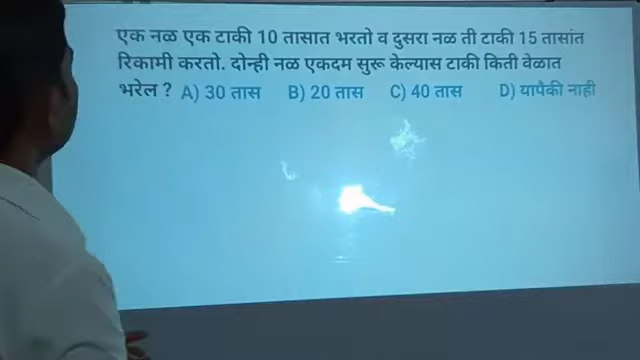 एक नळ एक टाकी 10 तासात भरतो व दुसरा नळ ती टाकी 15 तासांत
रिकामी करतो. दोन्ही नळ एकदम सुरू केल्यास टाकी किती वेळात
भरेल ? A) 30 तास B) 20 तास C) 40 तास D) यापैकी नाही